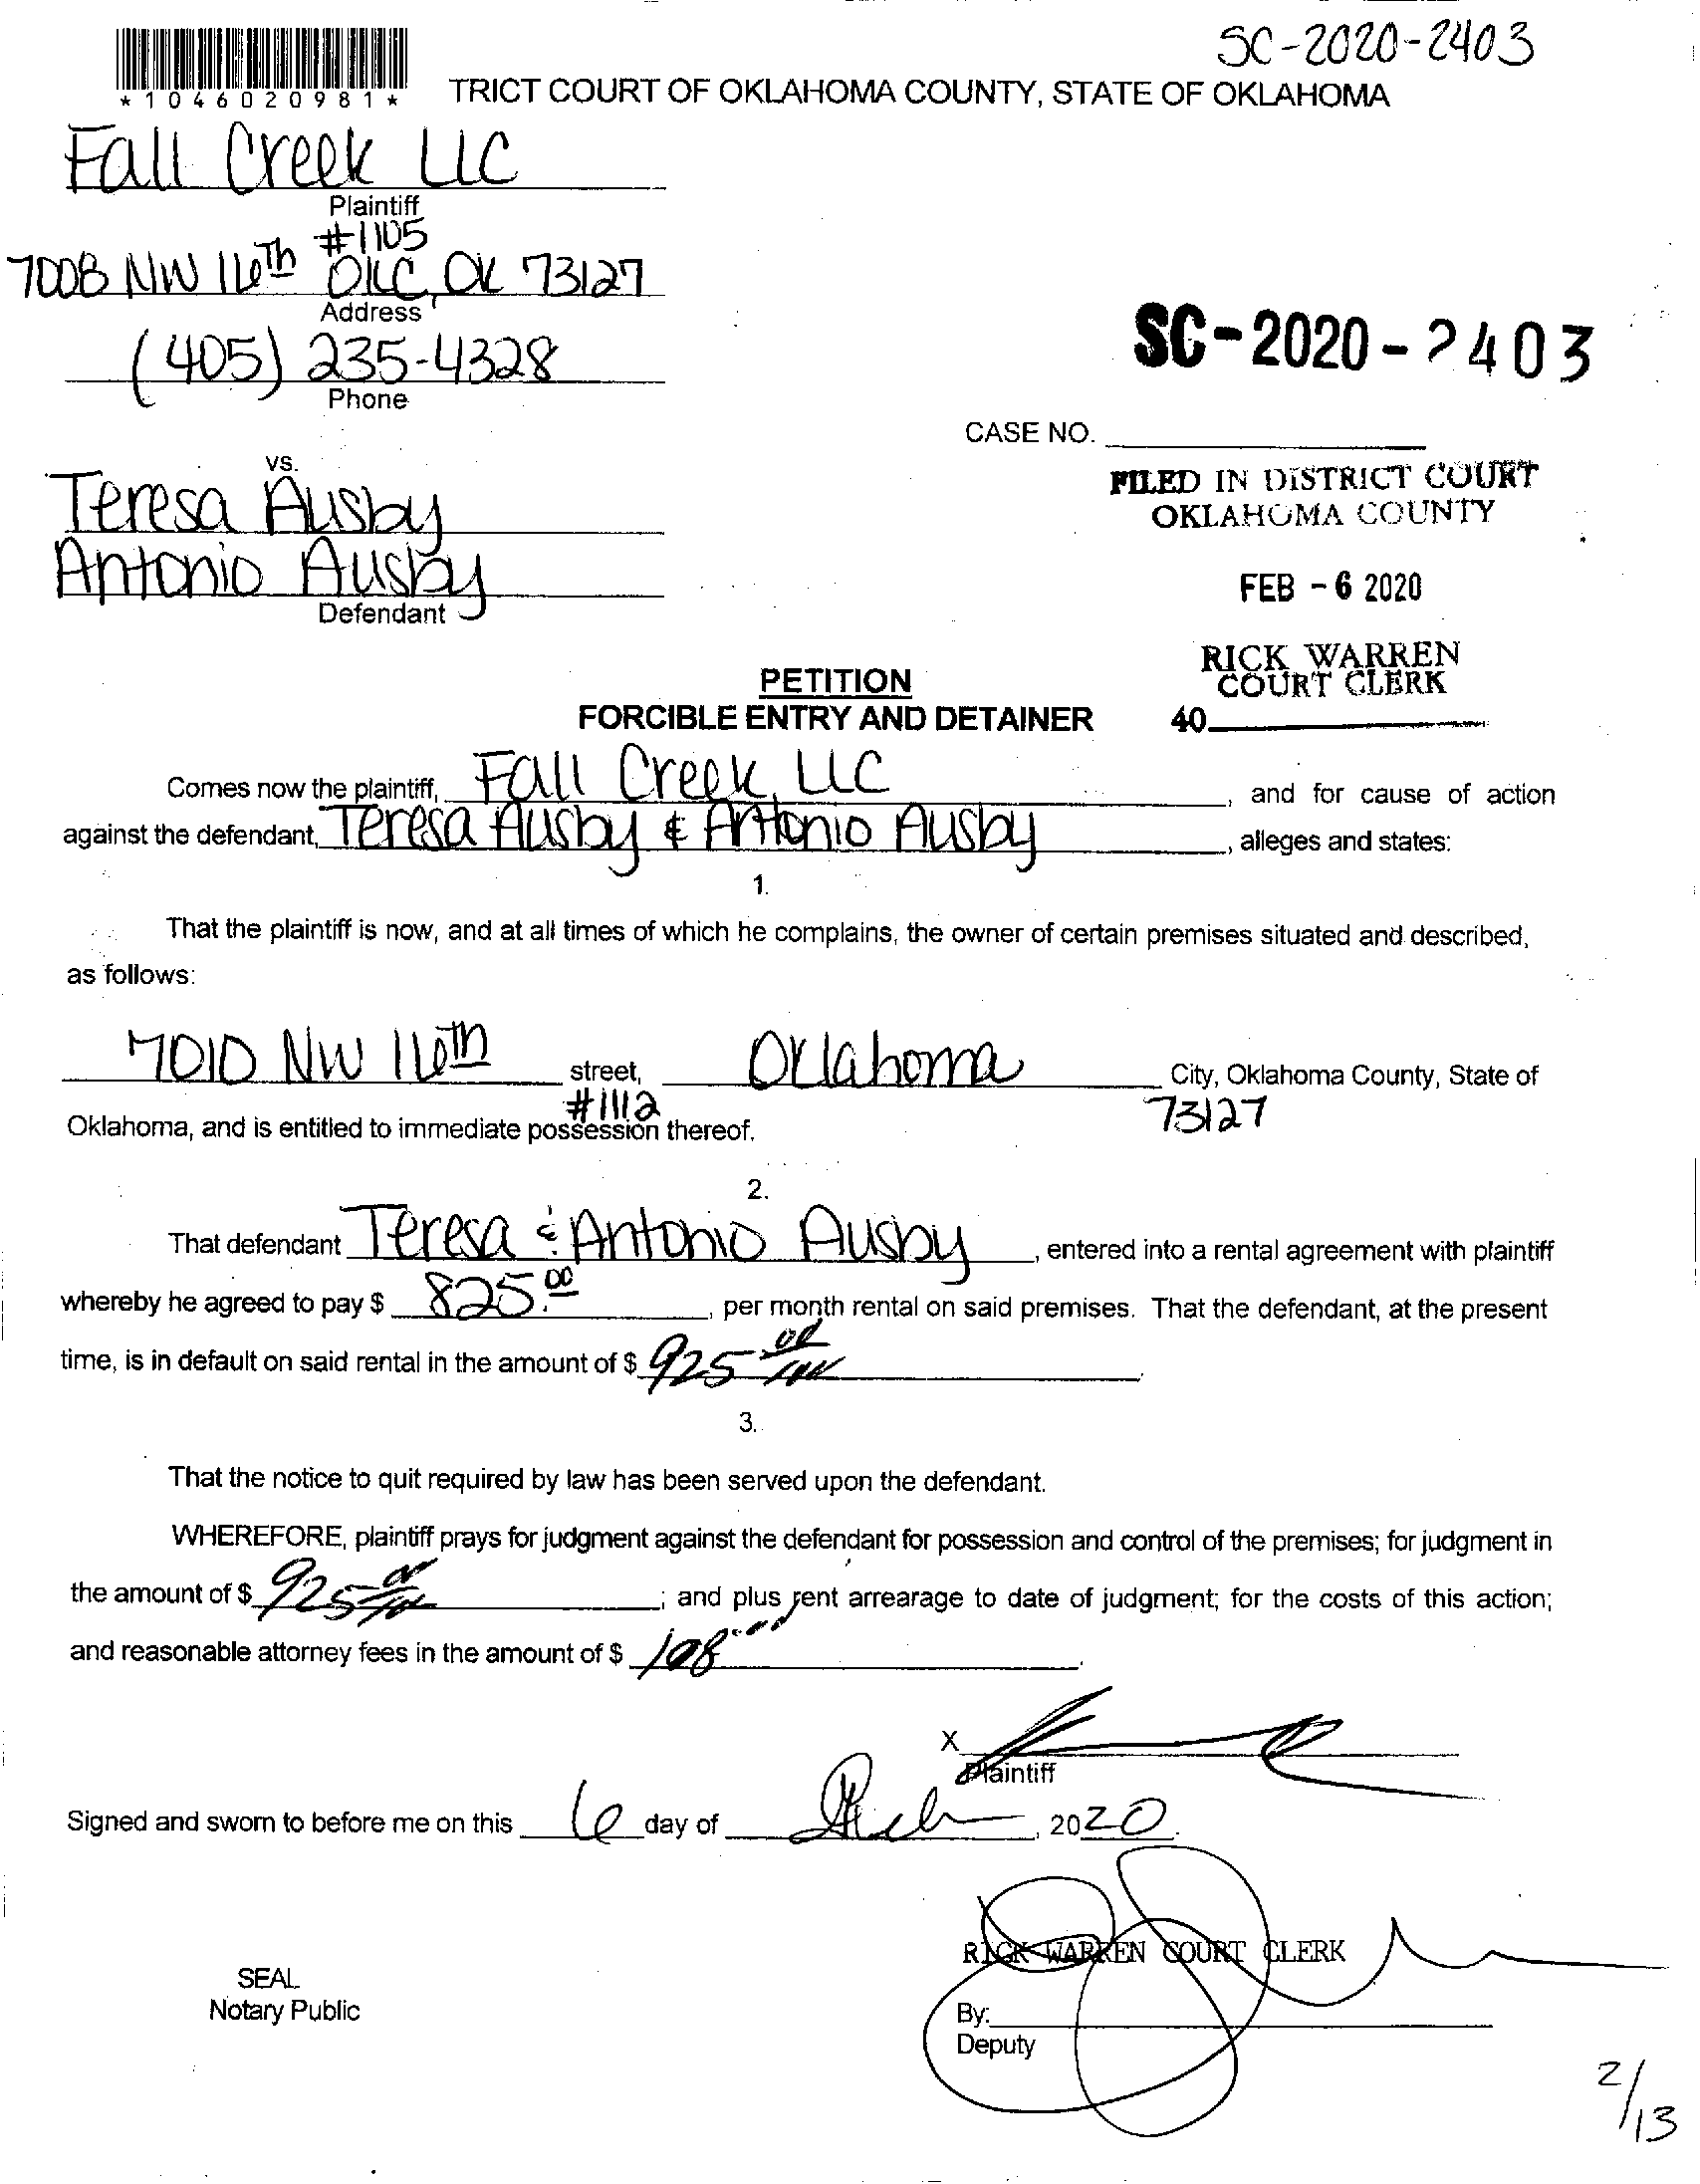 SC-2020-2403
*1046020981*
TRICT COURT OF OKLAHOMA COUNTY, STATE OF OKLAHOMA
Fall Creek LLC
Plaintiff
#1105
7008 NW 16th OKC, OK 73127
Address
(405) 235-4328
Phone
SC-2020-2403
CASE NO.
vs.
FILED IN DISTRICT COURT
OKLAHOMA COUNTY
Teresa Ausby
Antonio Ausby
Defendant
FEB - 6 2020
RICK WARREN
COURT CLERK
40
PETITION
FORCIBLE ENTRY AND DETAINER
Comes now the plaintiff, Fall Creek, LLC, and for cause of action
against the defendant, Teresa Ausby & Antonio Ausby, alleges and states:
1.
That the plaintiff is now, and at all times of which he complains, the owner of certain premises situated and described,
as follows:
7010 NW 16th street, Oklahoma City, Oklahoma County, State of
#1112 73127
Oklahoma, and is entitled to immediate possession thereof.
2.
That defendant Teresa & Antonio Ausby, entered into a rental agreement with plaintiff
whereby he agreed to pay $ 825.00, per month rental on said premises. That the defendant, at the present
time, is in default on said rental in the amount of $ 925
3.
That the notice to quit required by law has been served upon the defendant.
WHEREFORE, plaintiff prays for judgment against the defendant for possession and control of the premises; for judgment in
the amount of $ 925; and plus rent arrearage to date of judgment; for the costs of this action;
and reasonable attorney fees in the amount of $ 108
X
Plaintiff
Signed and sworn to before me on this 6 day of Feb, 2020.
RICK WARREN COURT CLERK
SEAL
Notary Public
By:
Deputy
2/13